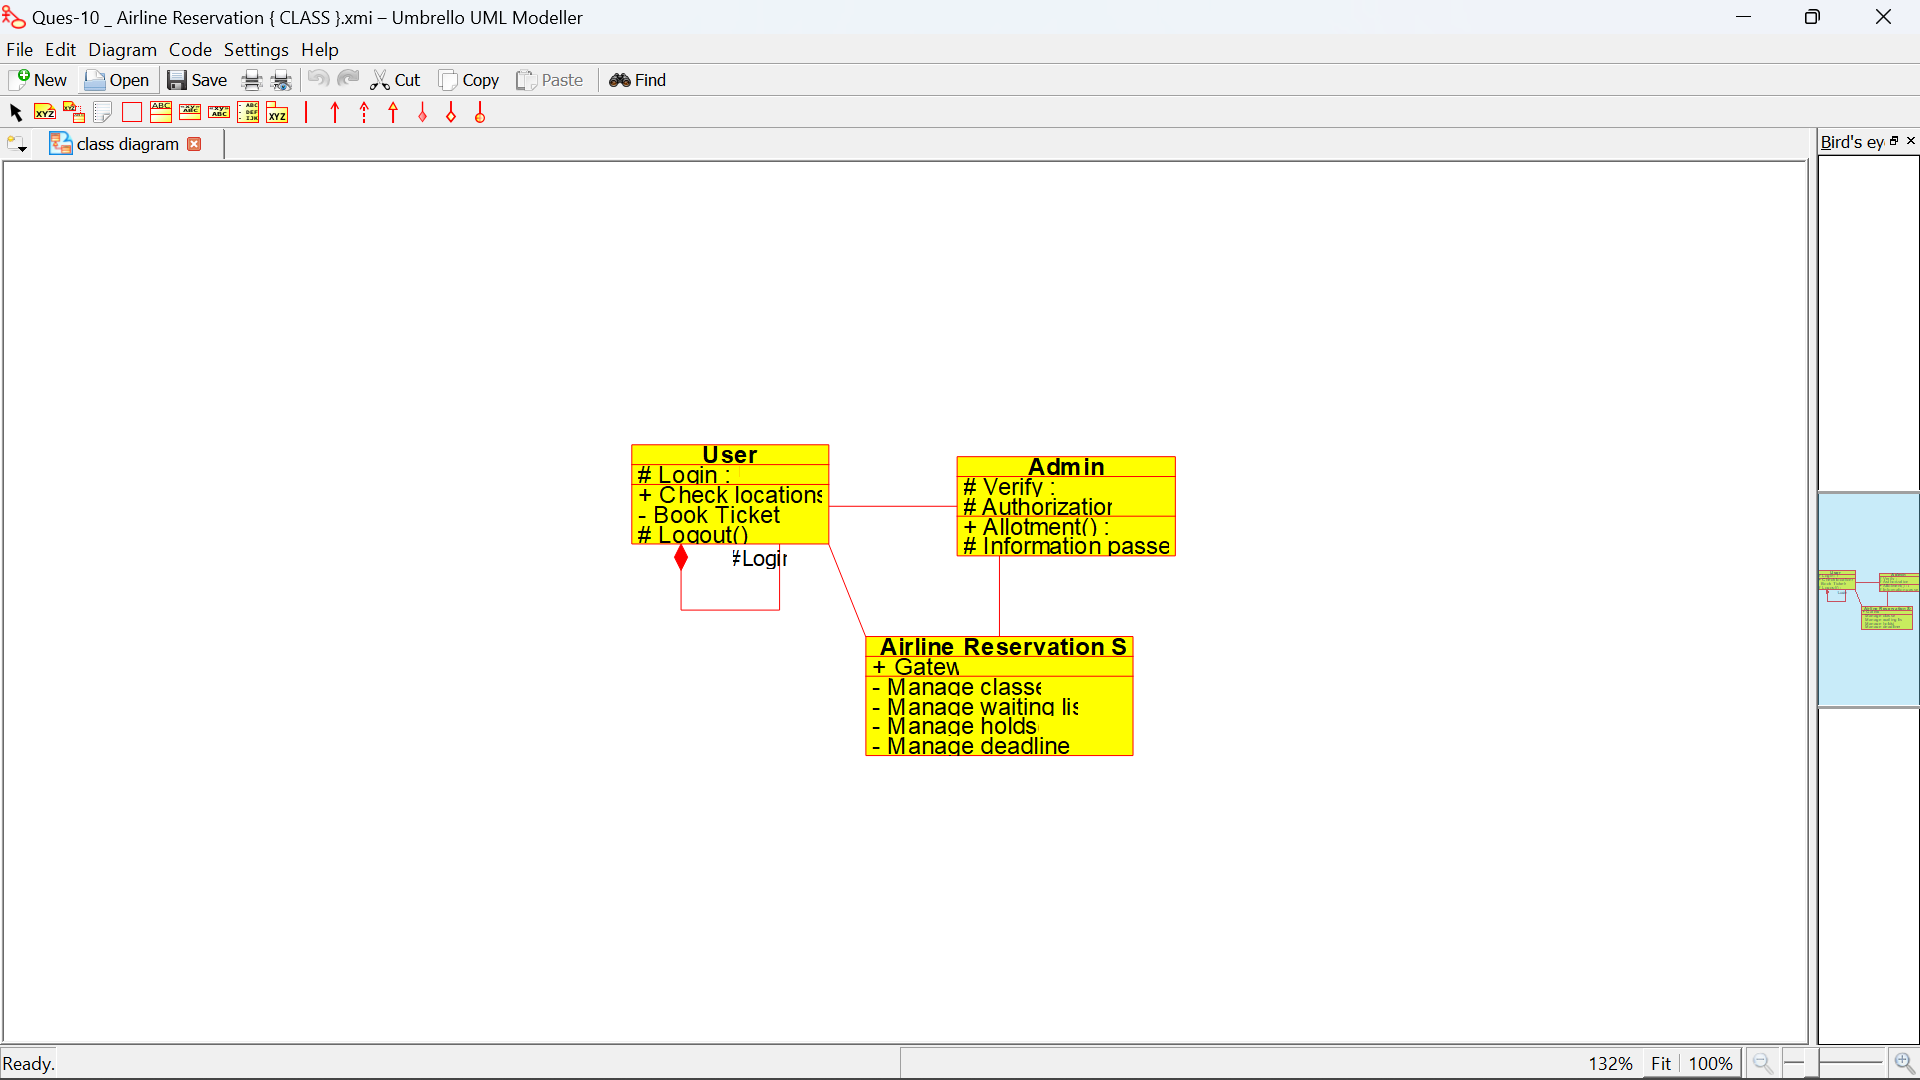 Ques-10 _ Airline Reservation { CLASS }.xmi – Umbrello UML Modeller
File Edit Diagram Code Settings Help
New Open Save Cut Copy Paste Find
class diagram
Bird's ey
User
# Login :
+ Check locations
- Book Ticket
# Logout()
#Login
Admin
# Verify :
# Authorization
+ Allotment() :
# Information passe
Airline Reservation S
+ Gatew
- Manage classe
- Manage waiting lis
- Manage holds
- Manage deadline
Ready.
132% Fit 100%